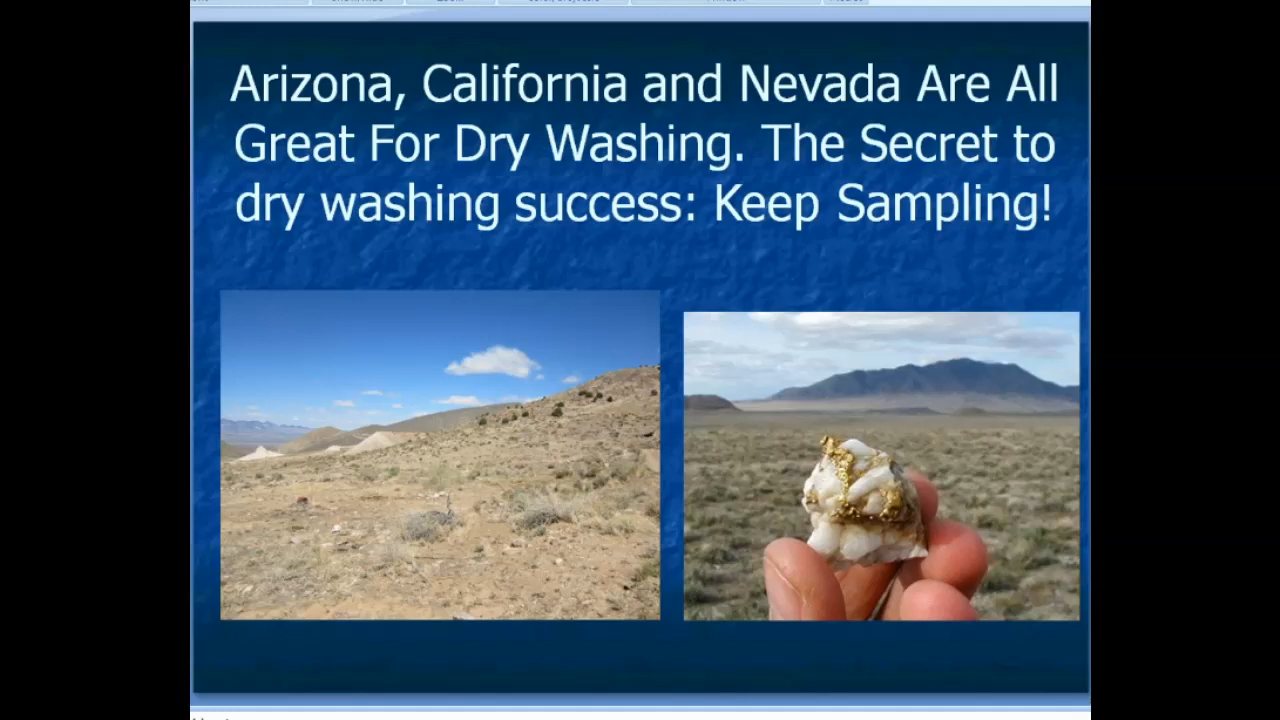 Arizona, California and Nevada Are All
Great For Dry Washing. The Secret to
dry washing success: Keep Sampling!